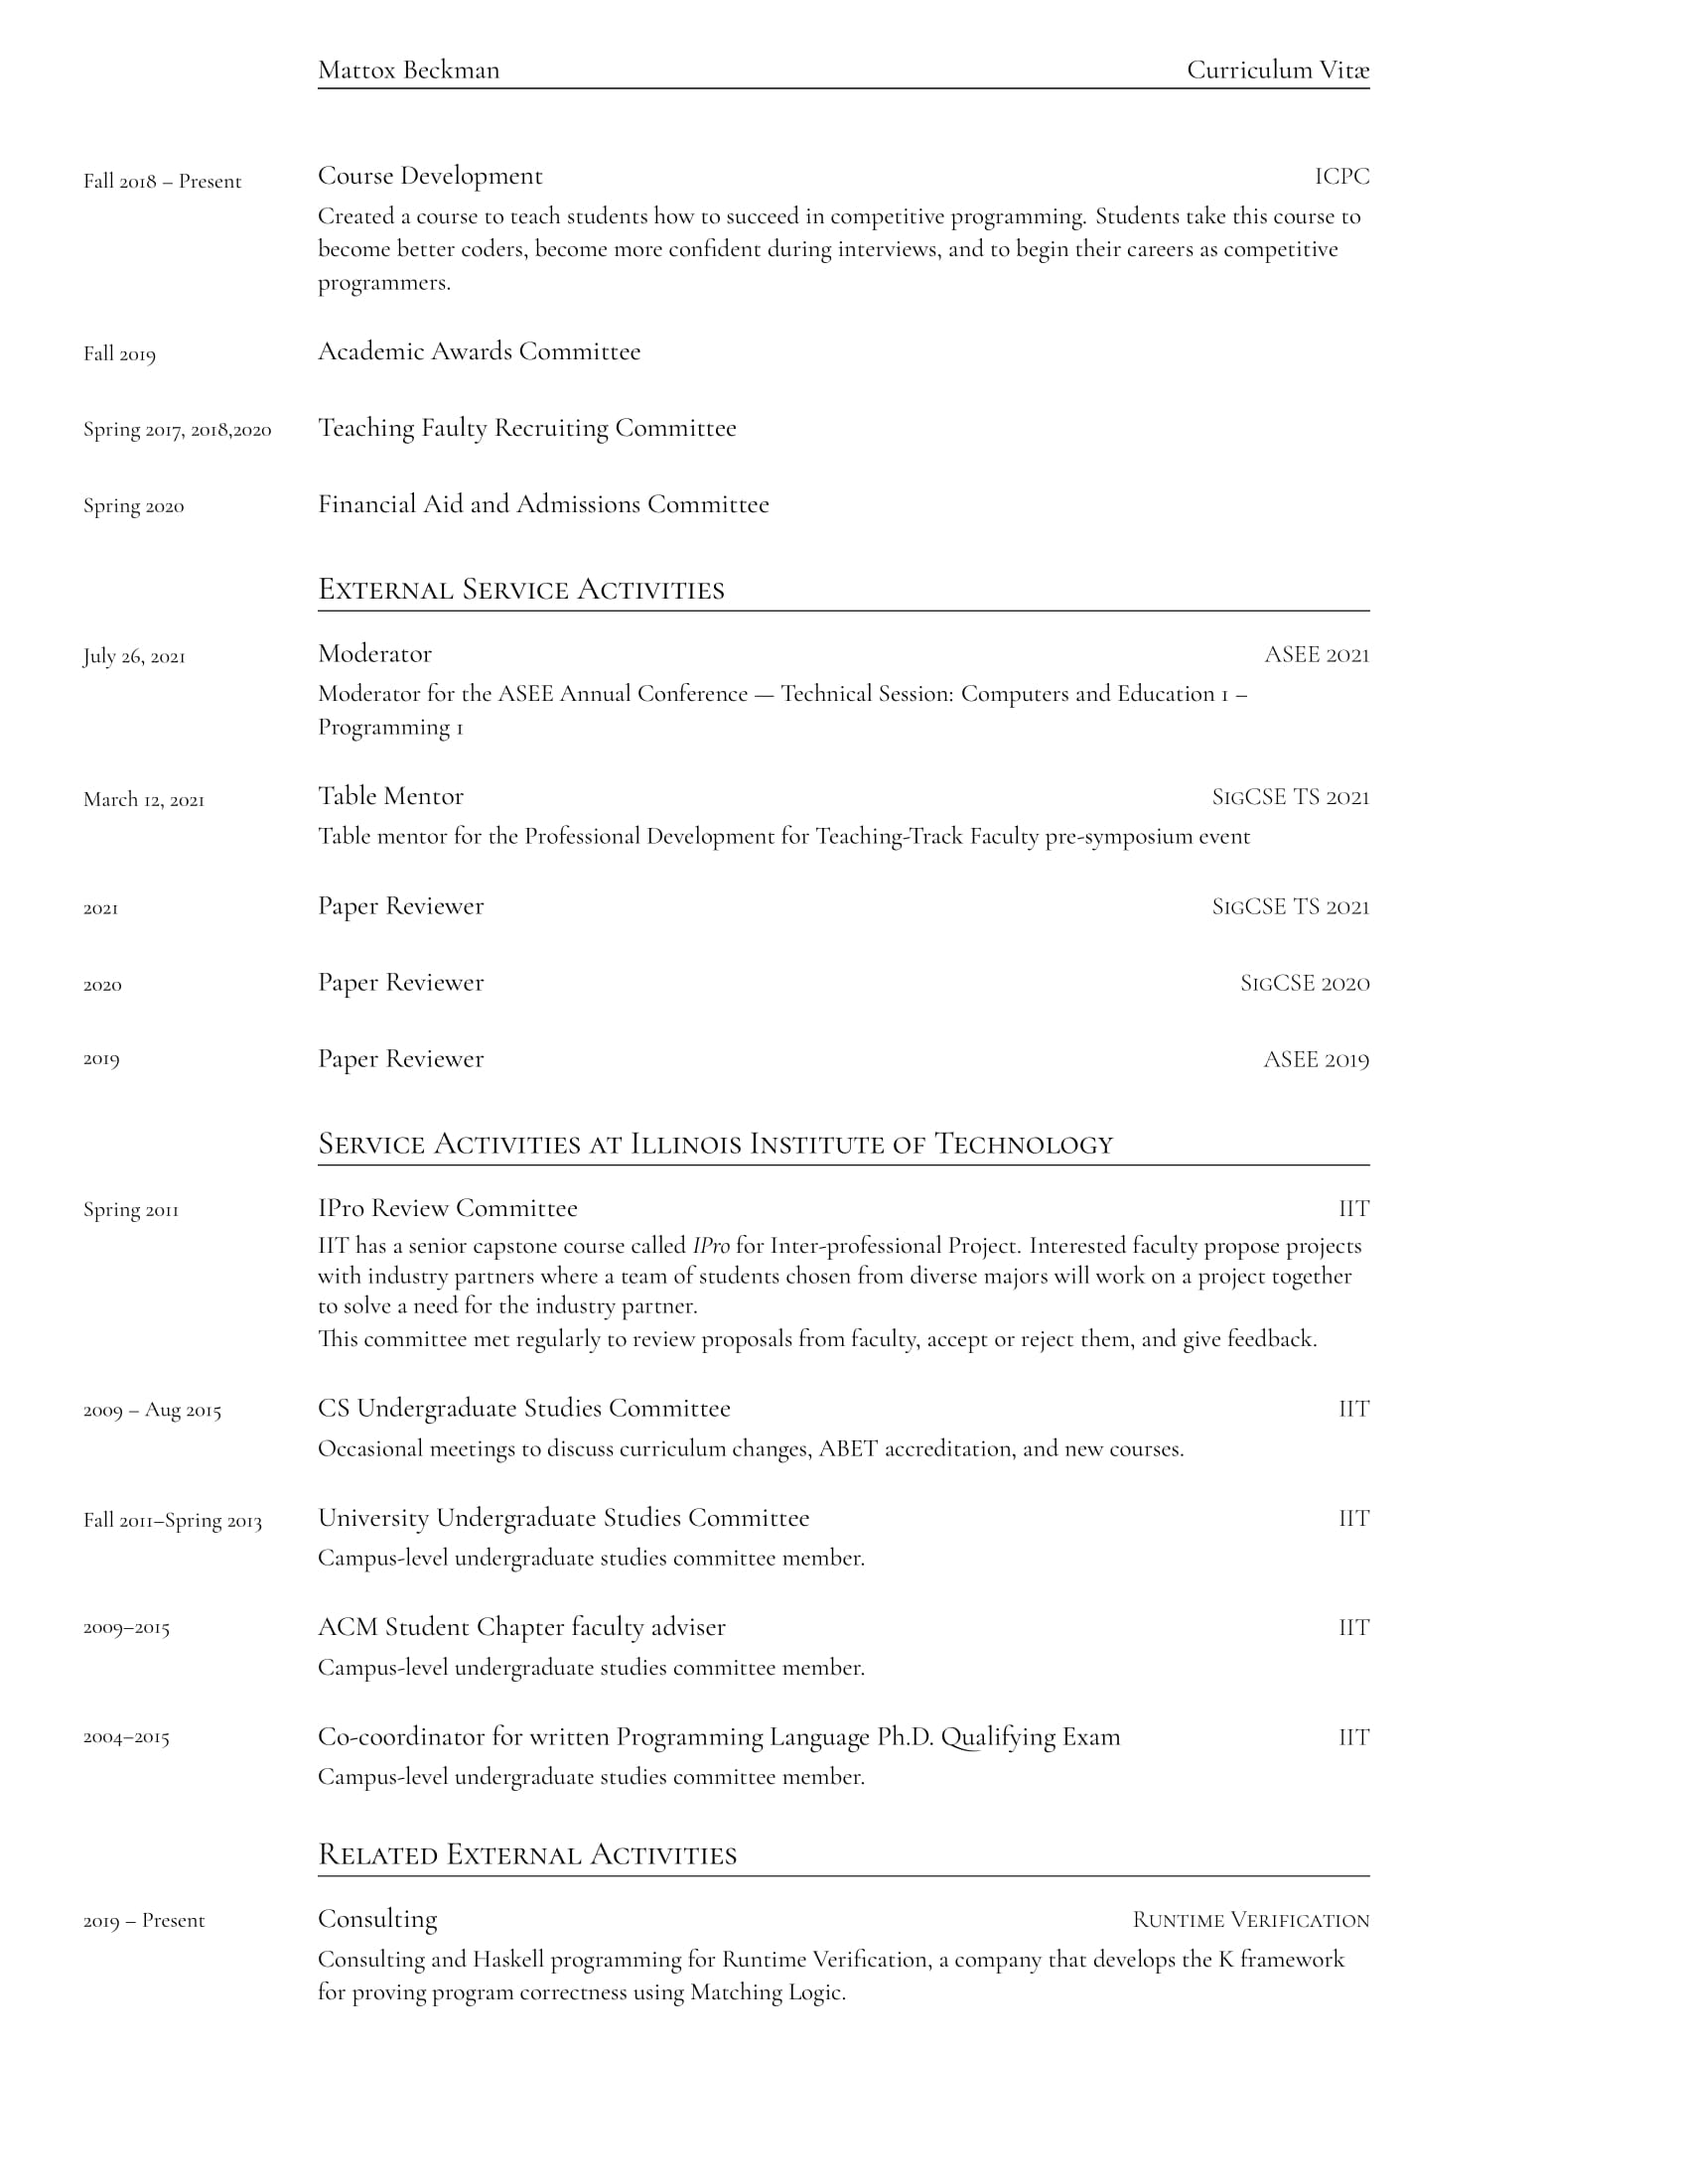 Mattox Beckman Curriculum Vitæ
Fall 2018 – Present Course Development ICPC
Created a course to teach students how to succeed in competitive programming. Students take this course to
become better coders, become more confident during interviews, and to begin their careers as competitive
programmers.
Fall 2019 Academic Awards Committee
Spring 2017, 2018,2020 Teaching Faulty Recruiting Committee
Spring 2020 Financial Aid and Admissions Committee
External Service Activities
July 26, 2021 Moderator ASEE 2021
Moderator for the ASEE Annual Conference — Technical Session: Computers and Education 1 –
Programming 1
March 12, 2021 Table Mentor SigCSE TS 2021
Table mentor for the Professional Development for Teaching-Track Faculty pre-symposium event
2021 Paper Reviewer SigCSE TS 2021
2020 Paper Reviewer SigCSE 2020
2019 Paper Reviewer ASEE 2019
Service Activities at Illinois Institute of Technology
Spring 2011 IPro Review Committee IIT
IIT has a senior capstone course called IPro for Inter-professional Project. Interested faculty propose projects
with industry partners where a team of students chosen from diverse majors will work on a project together
to solve a need for the industry partner.
This committee met regularly to review proposals from faculty, accept or reject them, and give feedback.
2009 – Aug 2015 CS Undergraduate Studies Committee IIT
Occasional meetings to discuss curriculum changes, ABET accreditation, and new courses.
Fall 2011–Spring 2013 University Undergraduate Studies Committee IIT
Campus-level undergraduate studies committee member.
2009–2015 ACM Student Chapter faculty adviser IIT
Campus-level undergraduate studies committee member.
2004–2015 Co-coordinator for written Programming Language Ph.D. Qualifying Exam IIT
Campus-level undergraduate studies committee member.
Related External Activities
2019 – Present Consulting Runtime Verification
Consulting and Haskell programming for Runtime Verification, a company that develops the K framework
for proving program correctness using Matching Logic.